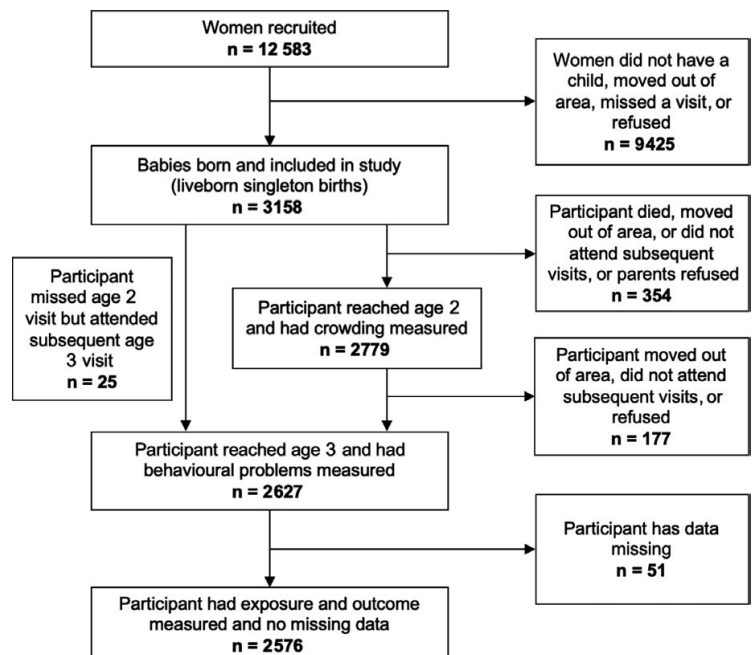 Women recruited
n = 12 583
Women did not have a
child, moved out of
area, missed a visit, or
refused
n = 9425
Babies born and included in study
(liveborn singleton births)
n = 3158
Participant died, moved
out of area, or did not
attend subsequent
visits, or parents refused
n = 354
Participant
missed age 2
visit but attended
subsequent age
3 visit
n = 25
Participant reached age 2
and had crowding measured
n = 2779
Participant moved out
of area, did not attend
subsequent visits, or
refused
n = 177
Participant reached age 3 and had
behavioural problems measured
n = 2627
Participant has data
missing
n = 51
Participant had exposure and outcome
measured and no missing data
n = 2576